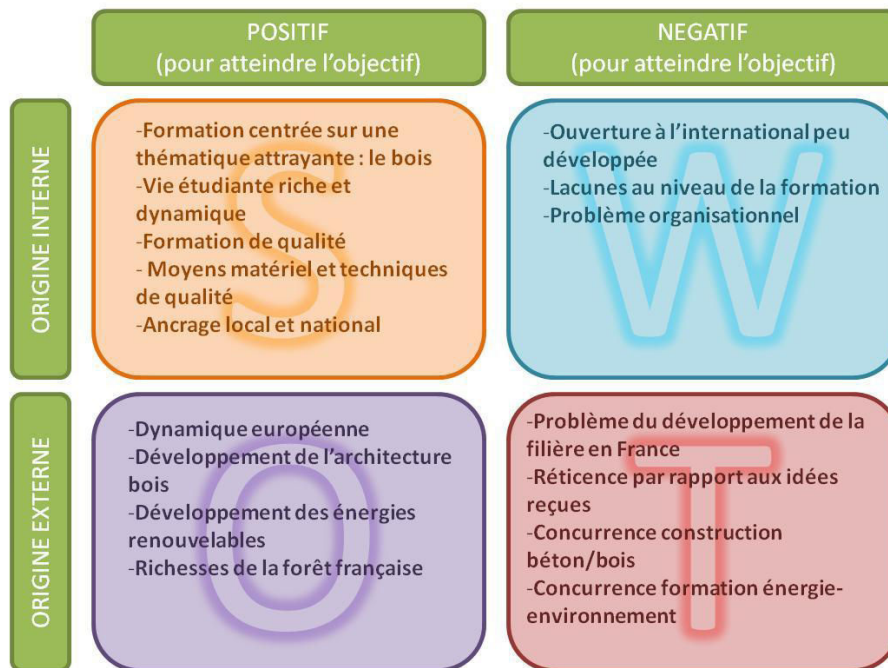 POSITIF
(pour atteindre l'objectif)
NEGATIF
(pour atteindre l'objectif)
ORIGINE INTERNE
-Formation centrée sur une
thématique attrayante : le bois
-Vie étudiante riche et
dynamique
-Formation de qualité
- Moyens matériel et techniques
de qualité
-Ancrage local et national
S
-Ouverture à l'international peu
développée
-Lacunes au niveau de la formation
-Problème organisationnel
W
ORIGINE EXTERNE
-Dynamique européenne
-Développement de l'architecture
bois
-Développement des énergies
renouvelables
-Richesses de la forêt française
O
-Problème du développement de la
filière en France
-Réticence par rapport aux idées
reçues
-Concurrence construction
béton/bois
-Concurrence formation énergie-
environnement
T